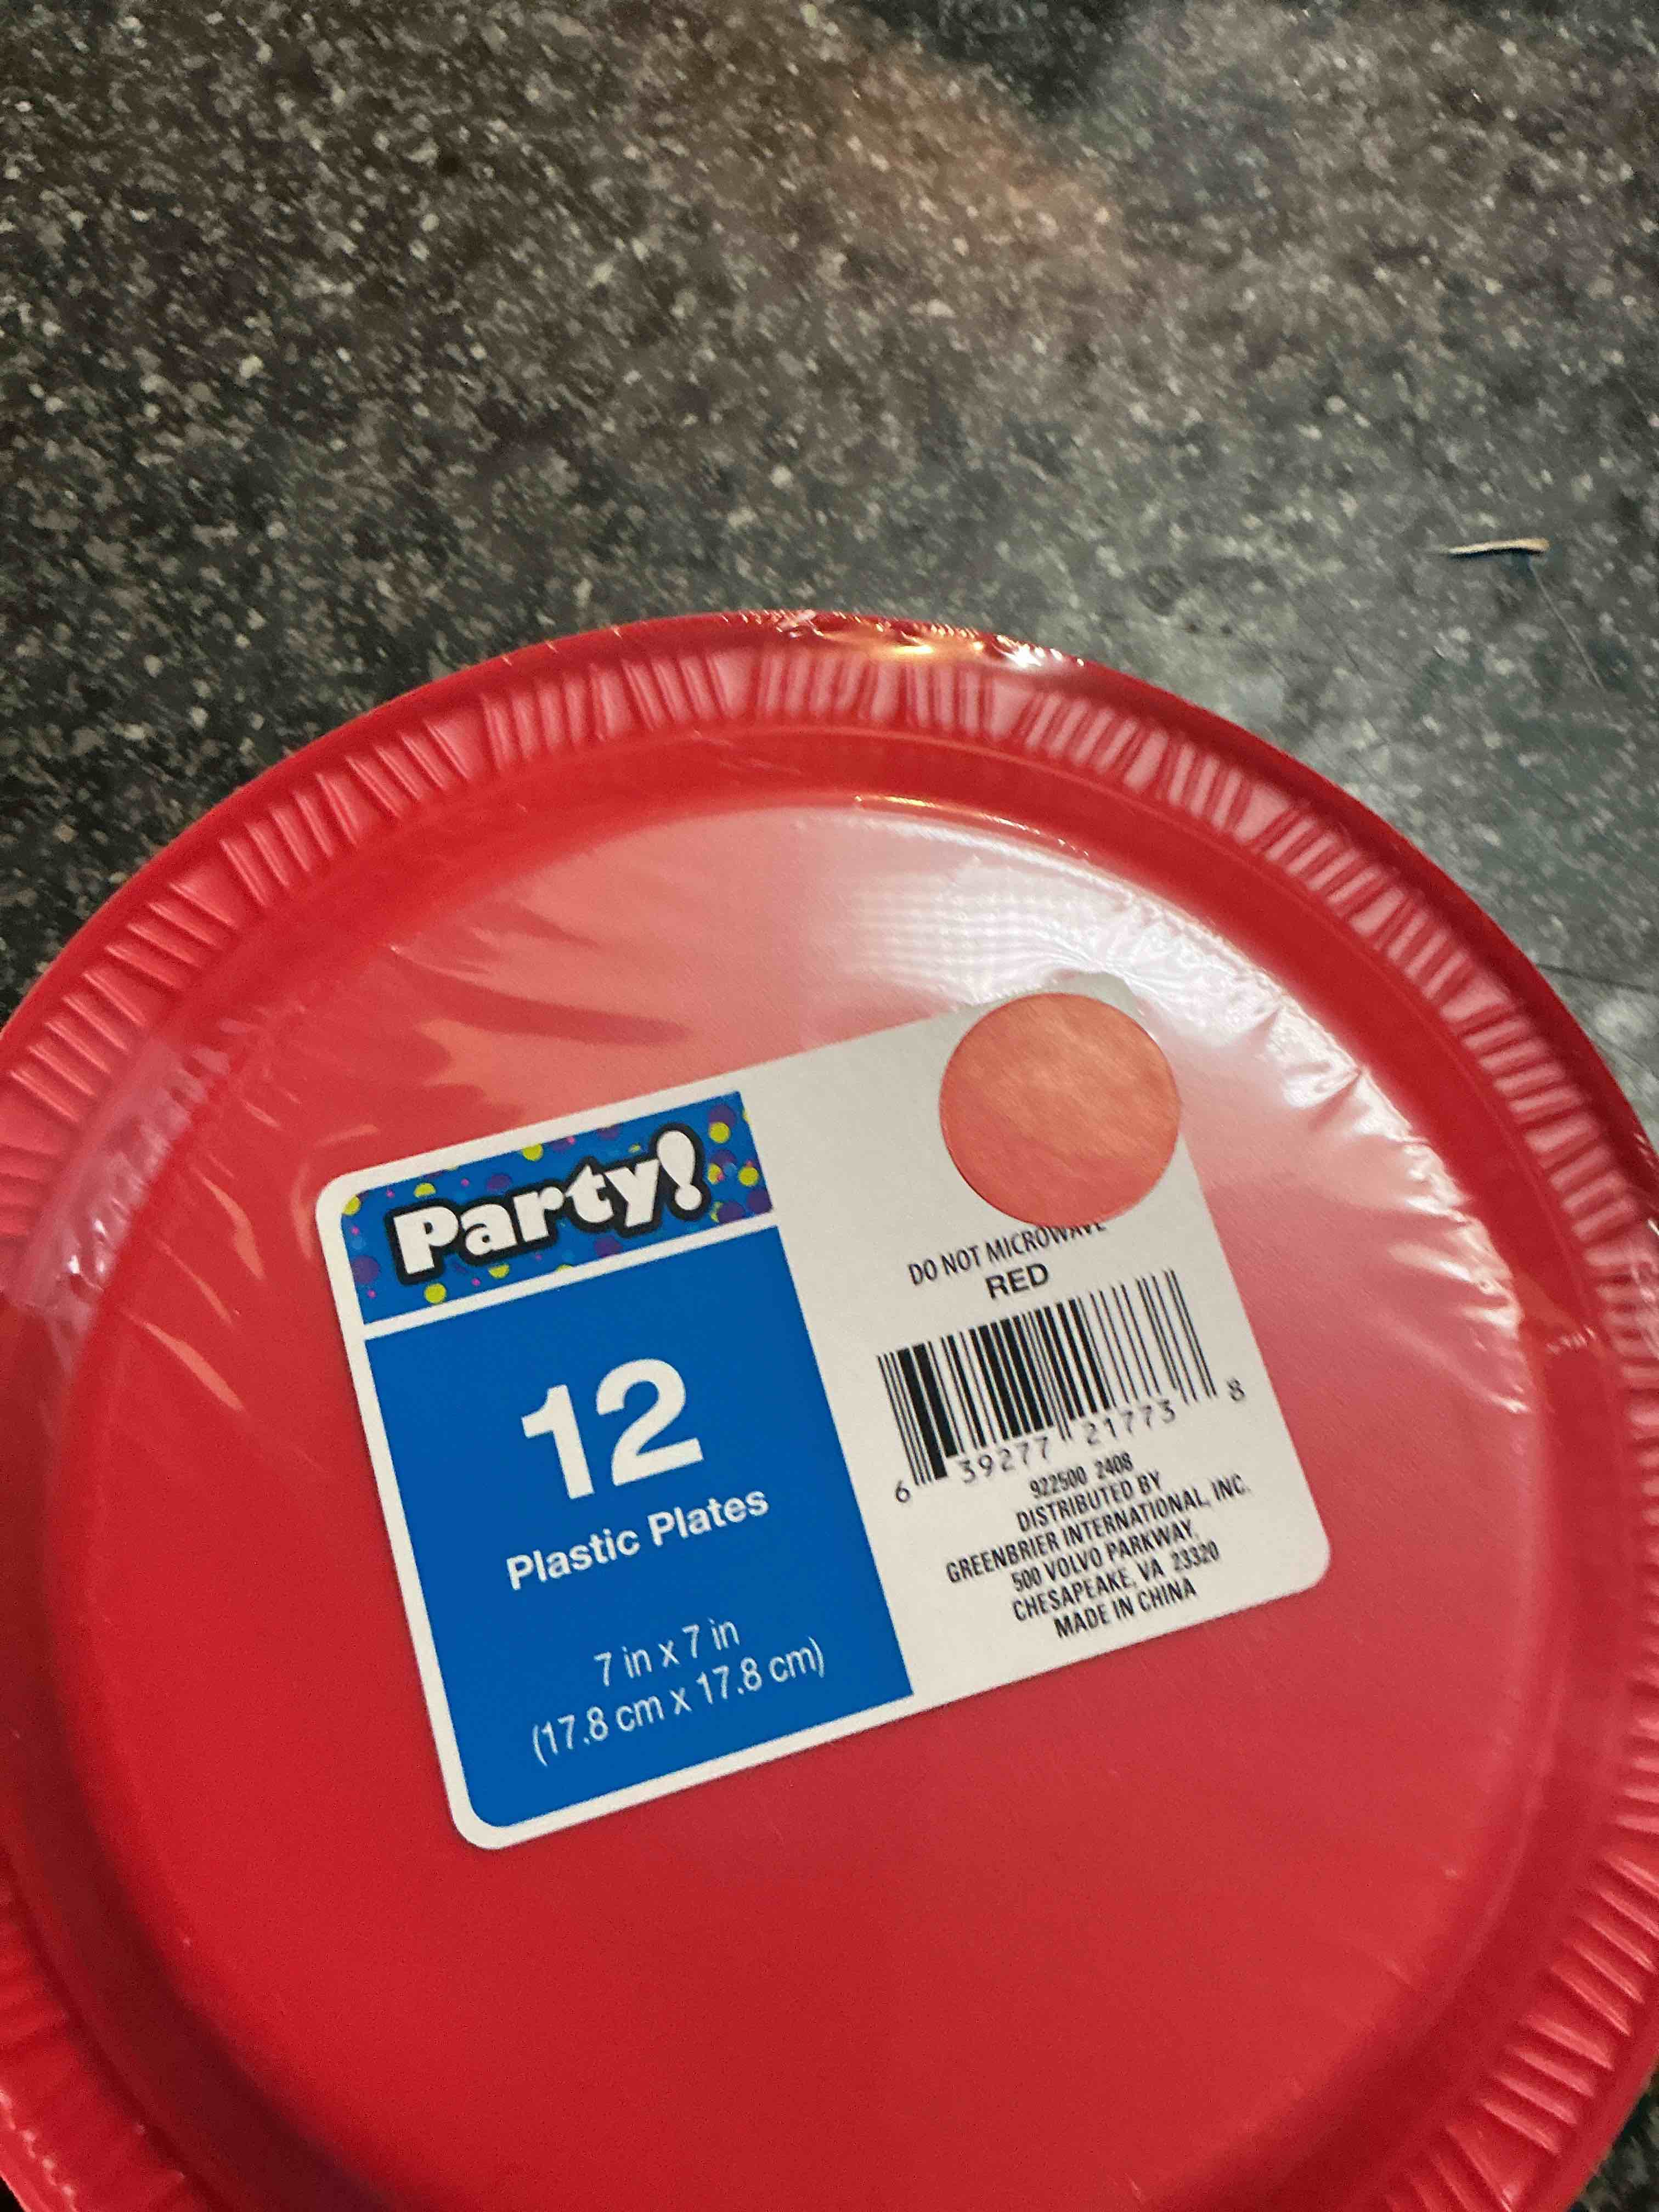 Party!
12
Plastic Plates
7 in x 7 in
(17.8 cm x 17.8 cm)
DO NOT MICROWAVE
RED
6 39277 21773 8
922500 2408
DISTRIBUTED BY
GREENBRIER INTERNATIONAL, INC.
500 VOLVO PARKWAY,
CHESAPEAKE, VA 23320
MADE IN CHINA